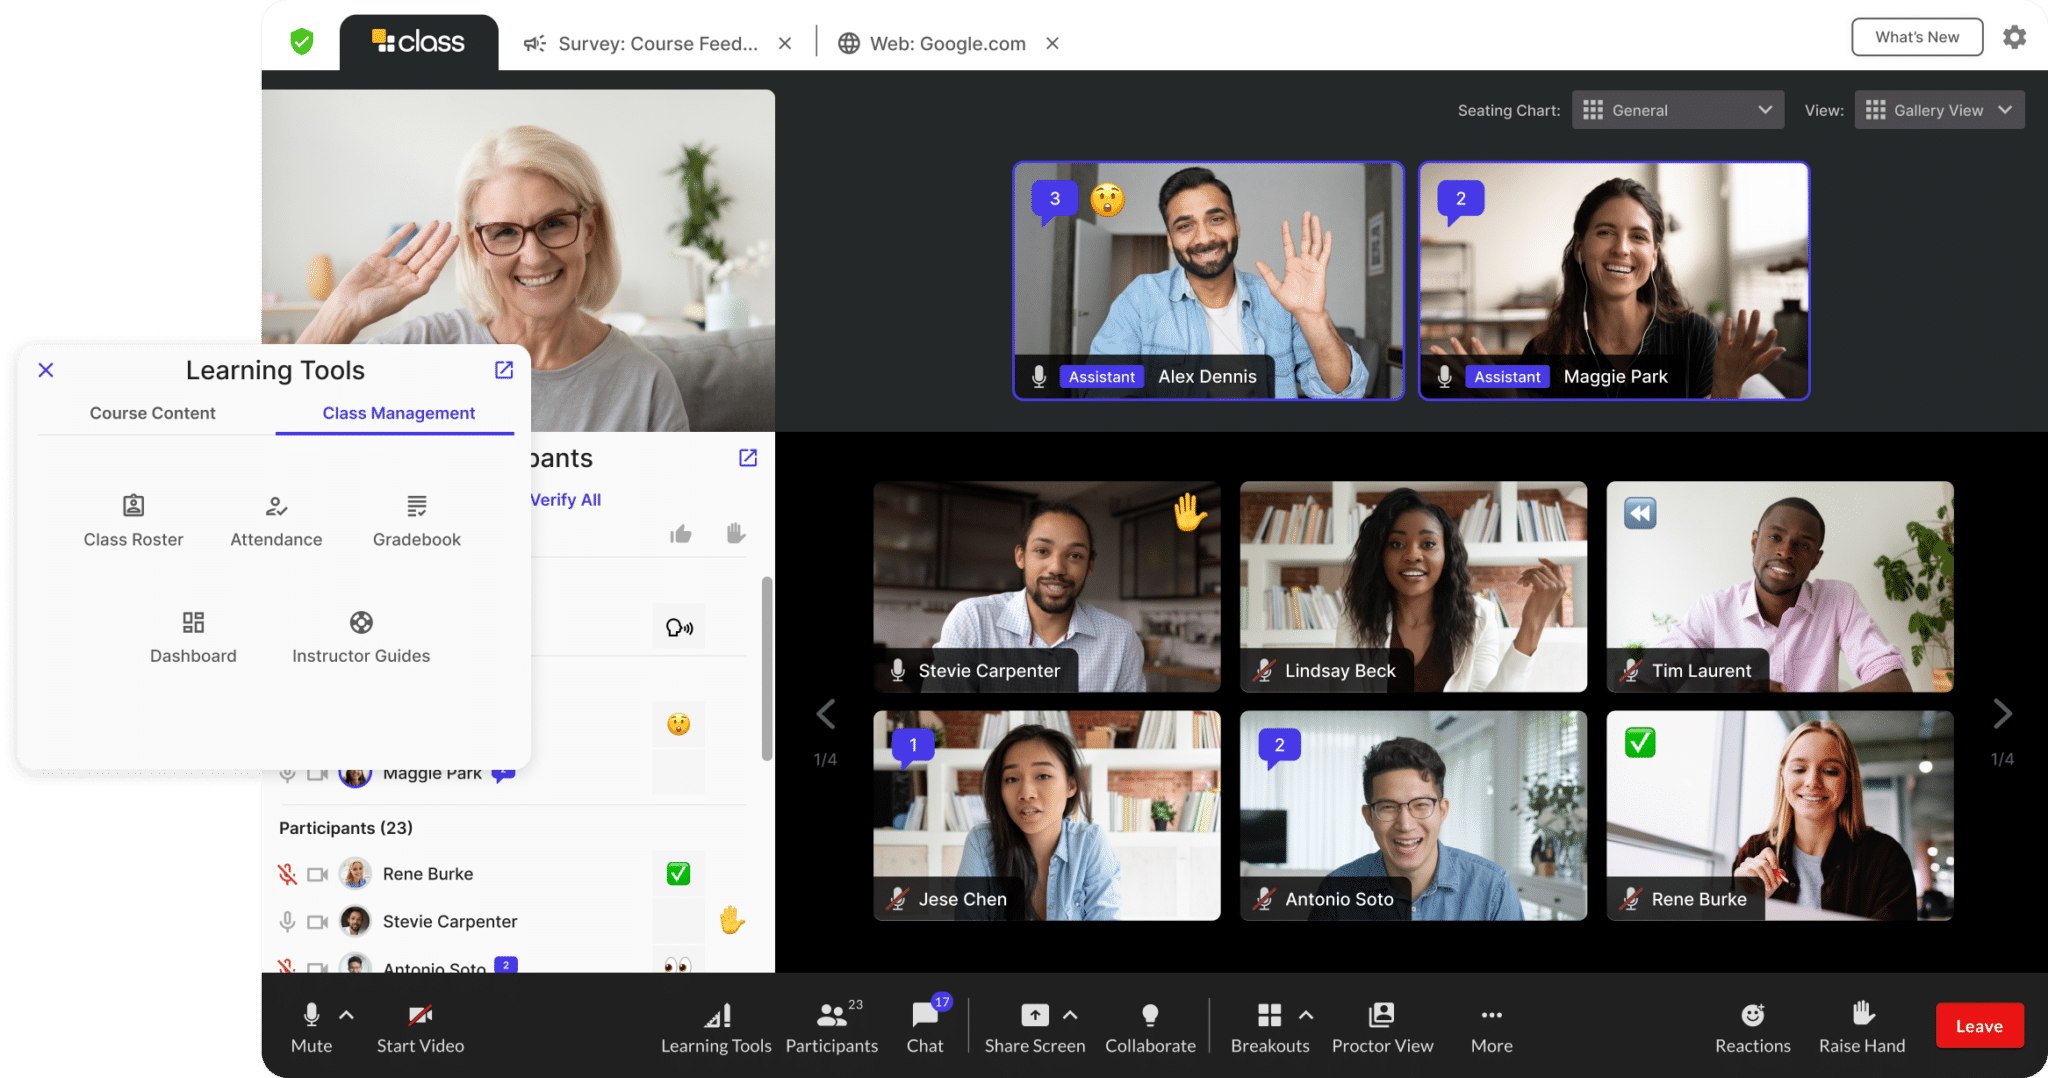 class
Survey: Course Feed...
Web: Google.com
What's New
Seating Chart:
General
View:
Gallery View
3
Assistant
Alex Dennis
2
Assistant
Maggie Park
Learning Tools
Course Content
Class Management
Class Roster
Attendance
Gradebook
Dashboard
Instructor Guides
pants
Verify All
Maggie Park
Participants (23)
Rene Burke
Stevie Carpenter
Antonio Soto
2
Stevie Carpenter
Lindsay Beck
Tim Laurent
1/4
1
Jese Chen
2
Antonio Soto
Rene Burke
1/4
Mute
Start Video
Learning Tools
23
Participants
17
Chat
Share Screen
Collaborate
Breakouts
Proctor View
More
Reactions
Raise Hand
Leave